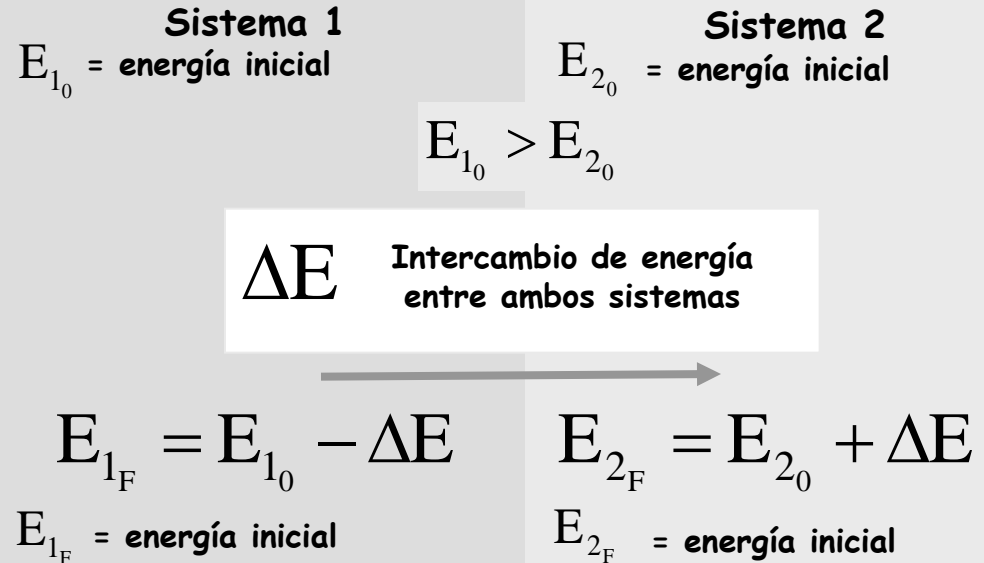 Sistema 1
E₁₀ = energía inicial
Sistema 2
E₂₀ = energía inicial
E₁₀ > E₂₀
ΔE
Intercambio de energía
entre ambos sistemas
E₁F = E₁₀ − ΔE
E₂F = E₂₀ + ΔE
E₁F = energía inicial
E₂F = energía inicial